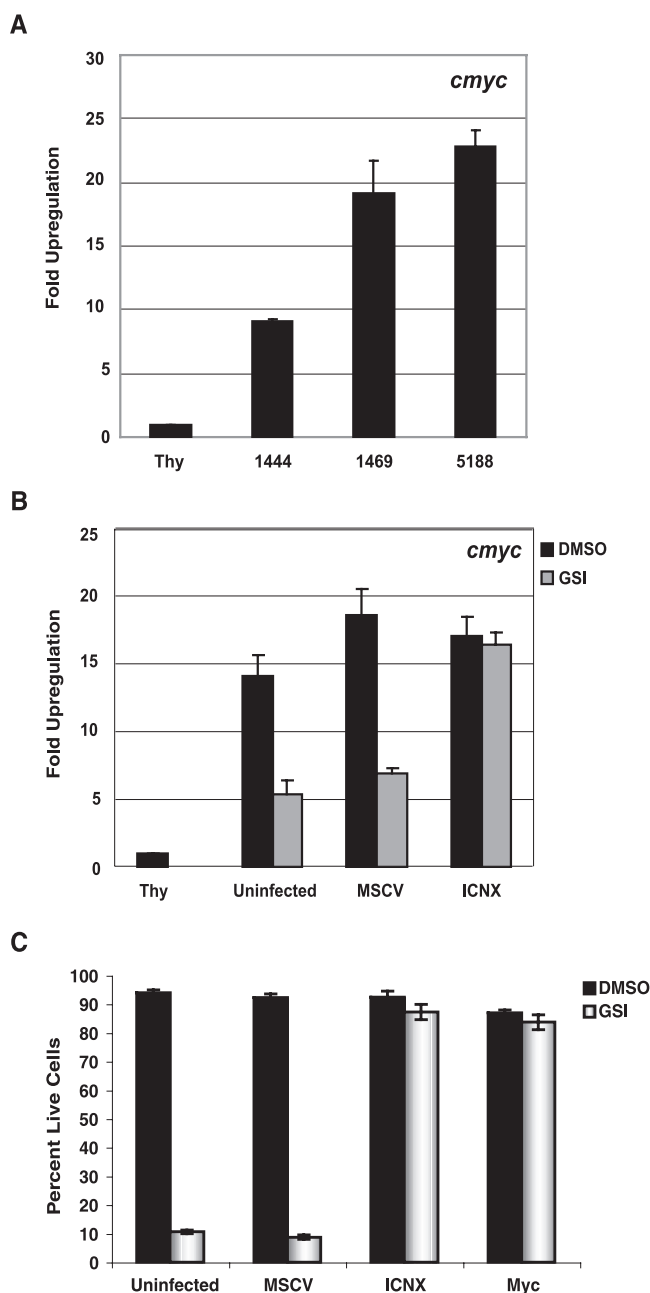 A
cmyc
Fold Upregulation
30
25
20
15
10
5
0
Thy 1444 1469 5188
B
cmyc
DMSO
GSI
Fold Upregulation
25
20
15
10
5
0
Thy Uninfected MSCV ICNX
C
DMSO
GSI
Percent Live Cells
100
90
80
70
60
50
40
30
20
10
0
Uninfected MSCV ICNX Myc